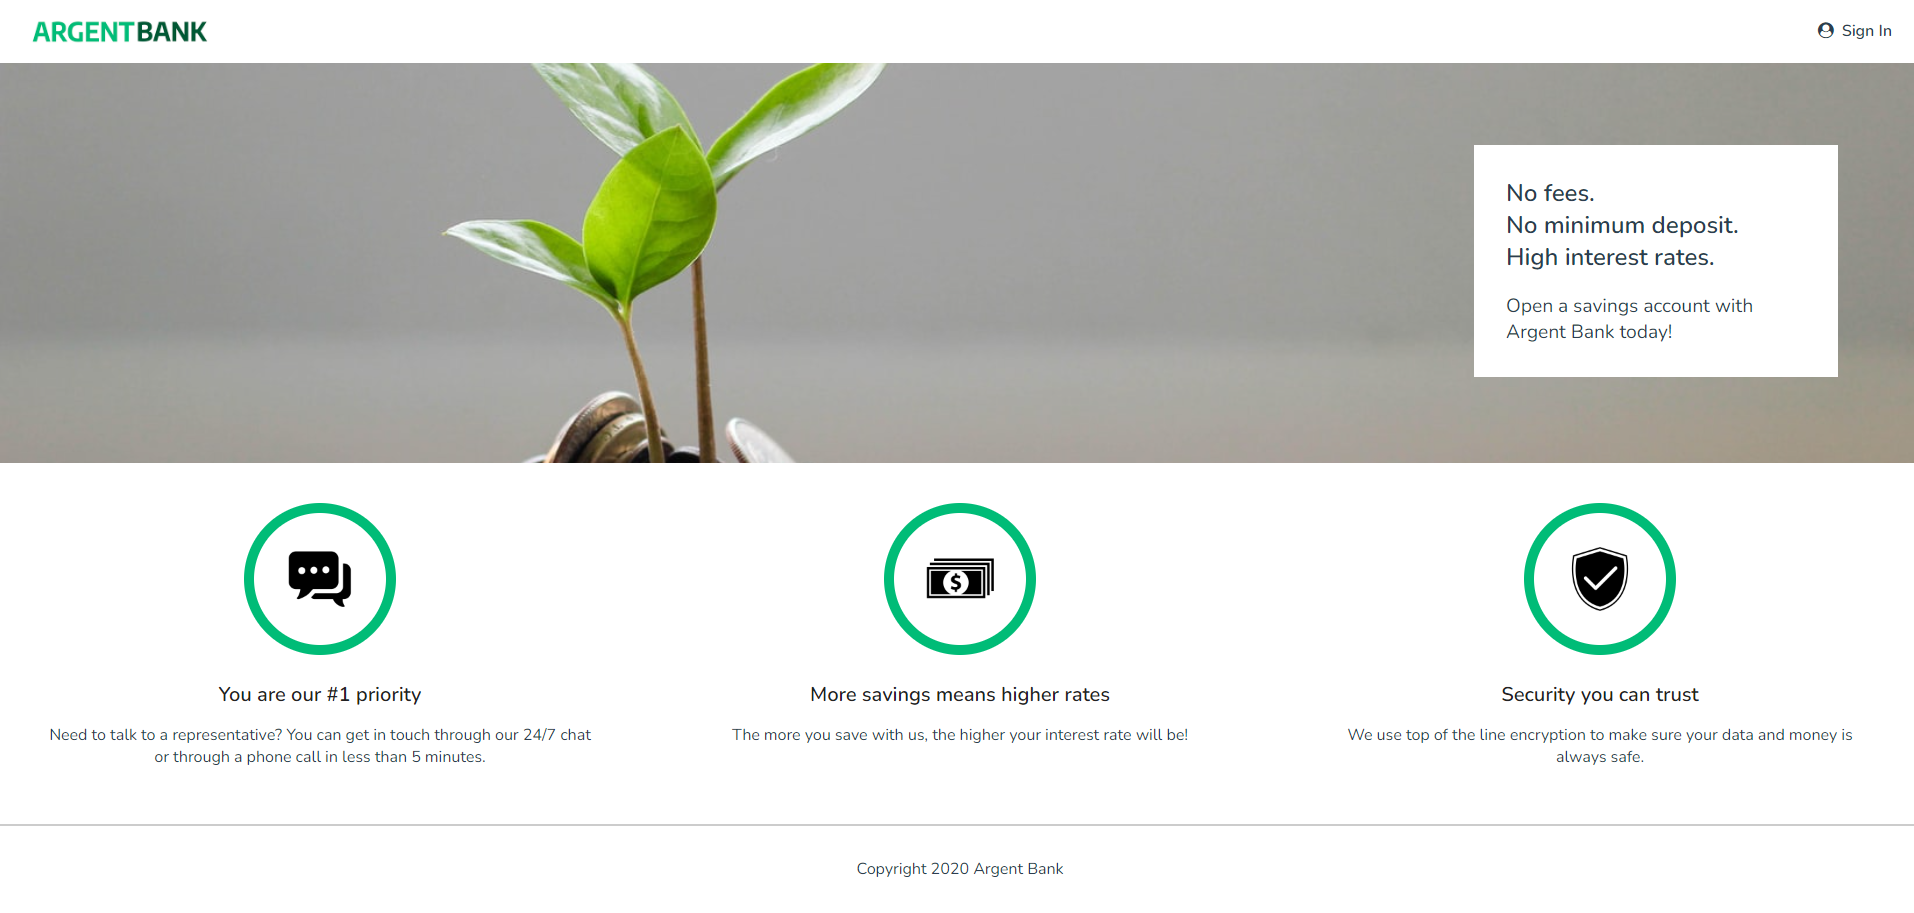 ARGENTBANK
Sign In
No fees.
No minimum deposit.
High interest rates.
Open a savings account with
Argent Bank today!
You are our #1 priority
Need to talk to a representative? You can get in touch through our 24/7 chat
or through a phone call in less than 5 minutes.
More savings means higher rates
The more you save with us, the higher your interest rate will be!
Security you can trust
We use top of the line encryption to make sure your data and money is
always safe.
Copyright 2020 Argent Bank